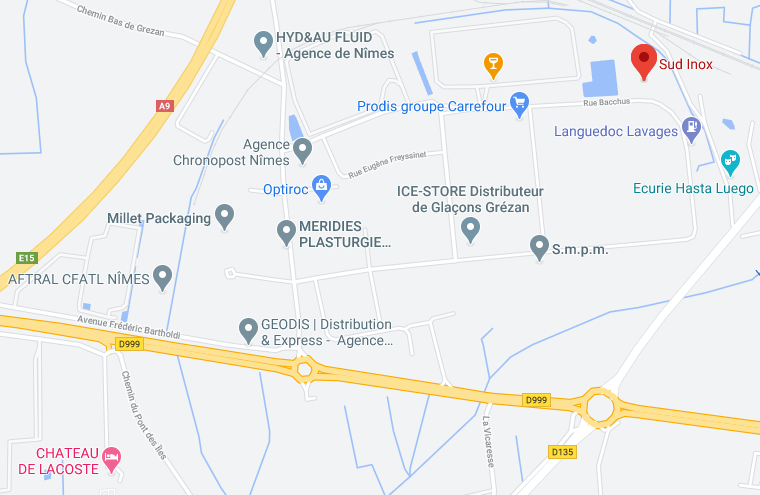 Chemin Bas de Grezan
HYD&AU FLUID
- Agence de Nîmes
Sud Inox
A9
Prodis groupe Carrefour
Rue Bacchus
Languedoc Lavages
Agence
Chronopost Nîmes
Rue Eugène Freyssinet
Ecurie Hasta Luego
Optiroc
ICE-STORE Distributeur
de Glaçons Grézan
Millet Packaging
MERIDIES
PLASTURGIE...
S.m.p.m.
E15
AFTRAL CFATL NÎMES
Avenue Frédéric Bartholdi
GEODIS | Distribution
& Express - Agence...
D999
Chemin du Pont des Îles
D999
La Vicaresse
D135
CHATEAU
DE LACOSTE